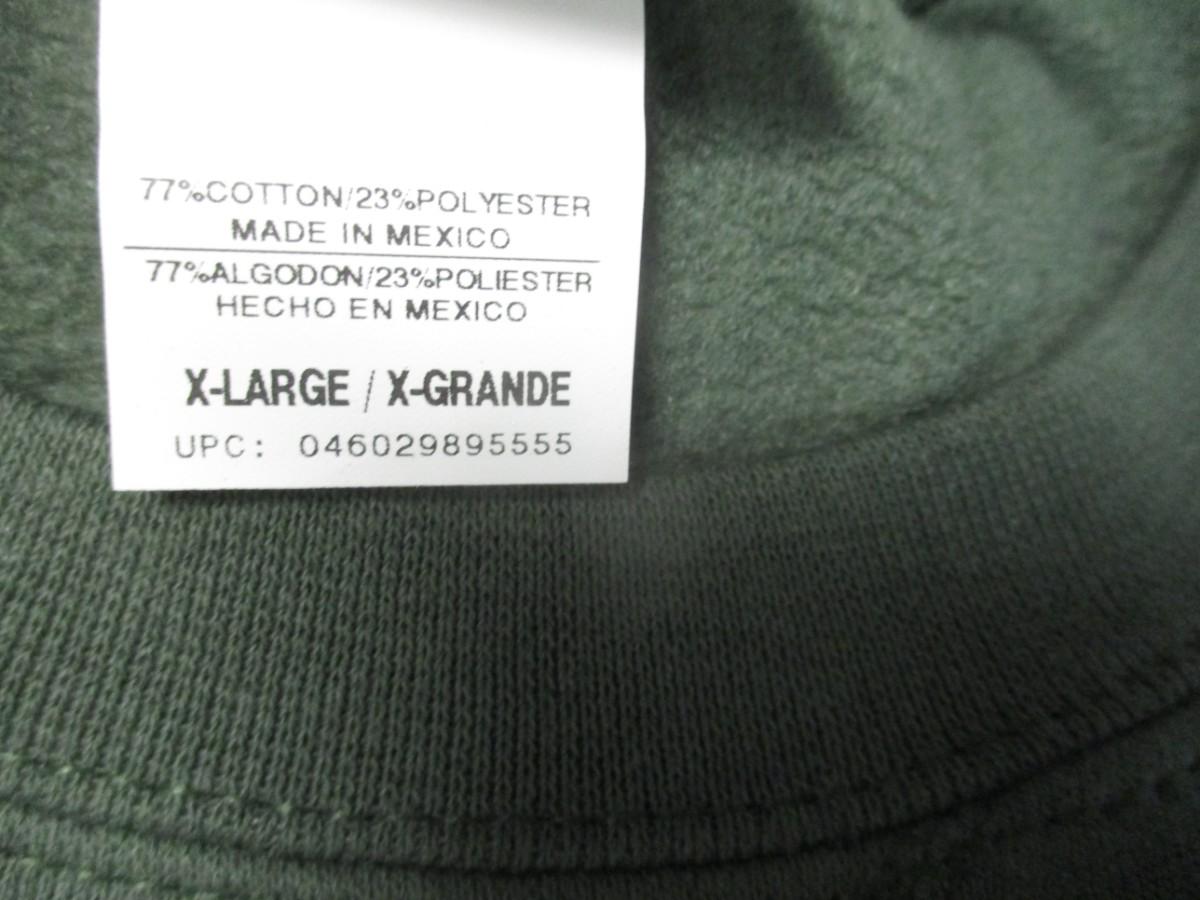 77%COTTON/23%POLYESTER
MADE IN MEXICO
77%ALGODON/23%POLIESTER
HECHO EN MEXICO
X-LARGE / X-GRANDE
UPC: 046029895555